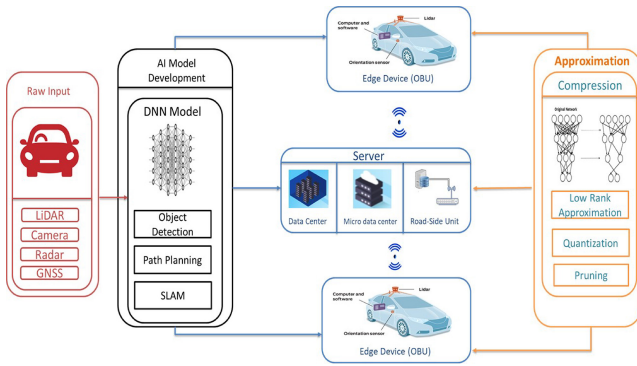 Raw Input
LiDAR
Camera
Radar
GNSS
AI Model
Development
DNN Model
Object
Detection
Path Planning
SLAM
Computer and
software
Lidar
Orientation sensor
Edge Device (OBU)
Server
Data Center
Micro data center
Road-Side Unit
Computer and
software
Lidar
Orientation sensor
Edge Device (OBU)
Approximation
Compression
Low Rank
Approximation
Quantization
Pruning